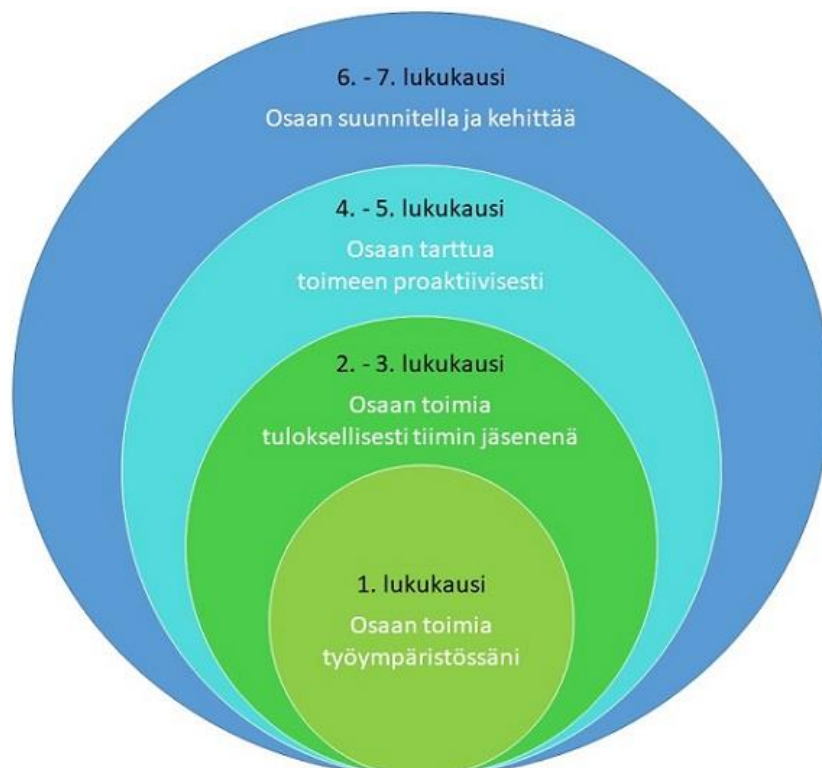 6. - 7. lukukausi
Osaan suunnitella ja kehittää
4. - 5. lukukausi
Osaan tarttua
toimeen proaktiivisesti
2. - 3. lukukausi
Osaan toimia
tuloksellisesti tiimin jäsenenä
1. lukukausi
Osaan toimia
työympäristössäni